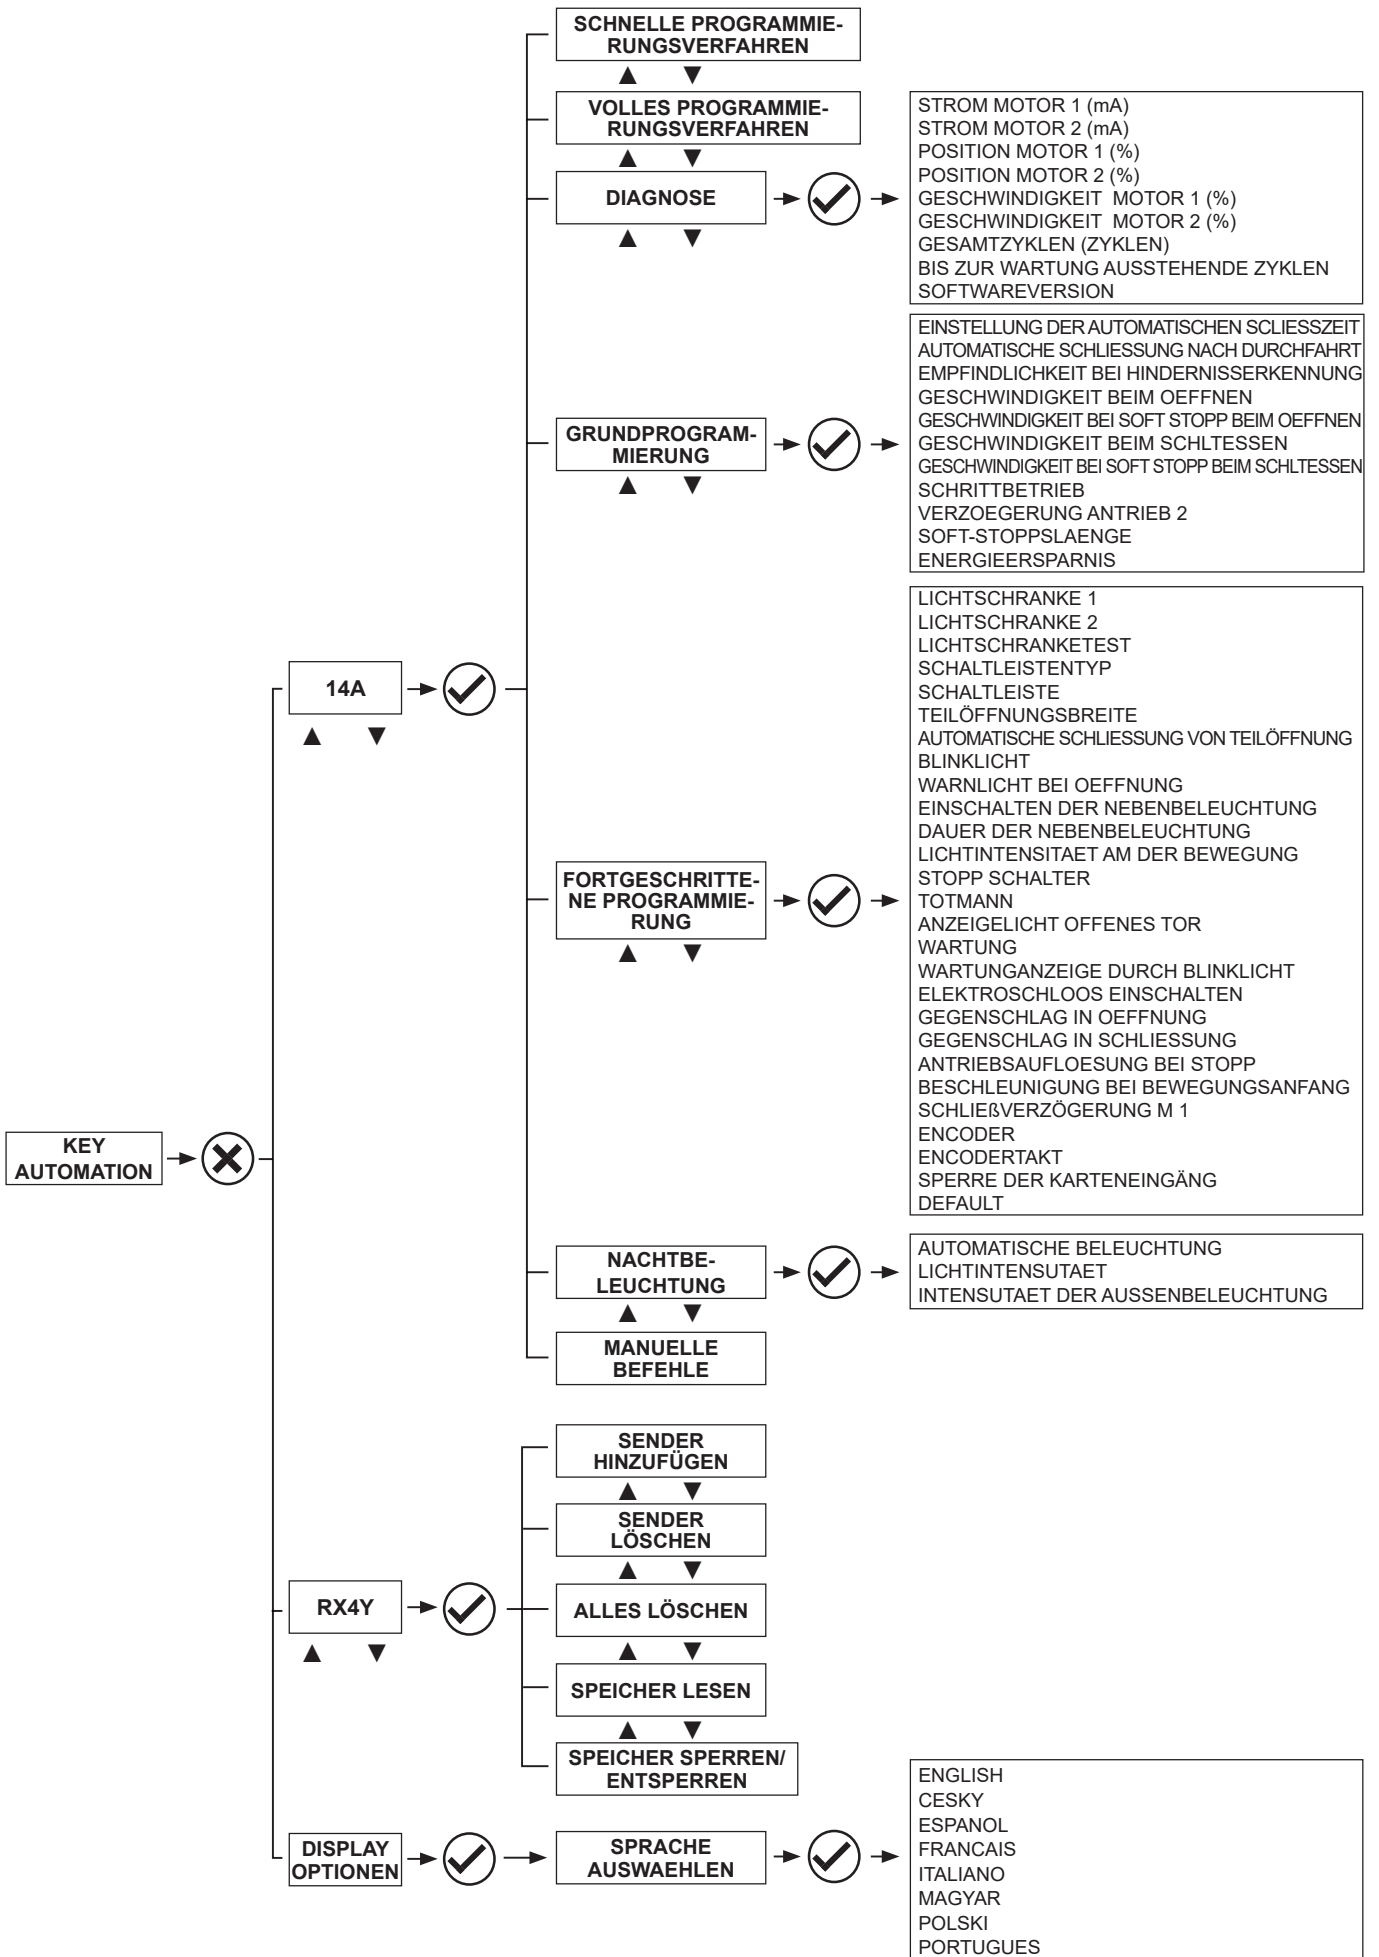 SCHNELLE PROGRAMMIE-
RUNGSVERFAHREN
VOLLES PROGRAMMIE-
RUNGSVERFAHREN
DIAGNOSE
STROM MOTOR 1 (mA)
STROM MOTOR 2 (mA)
POSITION MOTOR 1 (%)
POSITION MOTOR 2 (%)
GESCHWINDIGKEIT MOTOR 1 (%)
GESCHWINDIGKEIT MOTOR 2 (%)
GESAMTZYKLEN (ZYKLEN)
BIS ZUR WARTUNG AUSSTEHENDE ZYKLEN
SOFTWAREVERSION
GRUNDPROGRAM-
MIERUNG
EINSTELLUNG DER AUTOMATISCHEN SCLIESSZEIT
AUTOMATISCHE SCHLIESSUNG NACH DURCHFAHRT
EMPFINDLICHKEIT BEI HINDERNISSERKENNUNG
GESCHWINDIGKEIT BEIM OEFFNEN
GESCHWINDIGKEIT BEI SOFT STOPP BEIM OEFFNEN
GESCHWINDIGKEIT BEIM SCHLTESSEN
GESCHWINDIGKEIT BEI SOFT STOPP BEIM SCHLTESSEN
SCHRITTBETRIEB
VERZOEGERUNG ANTRIEB 2
SOFT-STOPPSLAENGE
ENERGIEERSPARNIS
14A
FORTGESCHRITTE-
NE PROGRAMMIE-
RUNG
LICHTSCHRANKE 1
LICHTSCHRANKE 2
LICHTSCHRANKETEST
SCHALTLEISTENTYP
SCHALTLEISTE
TEILÖFFNUNGSBREITE
AUTOMATISCHE SCHLIESSUNG VON TEILÖFFNUNG
BLINKLICHT
WARNLICHT BEI OEFFNUNG
EINSCHALTEN DER NEBENBELEUCHTUNG
DAUER DER NEBENBELEUCHTUNG
LICHTINTENSITAET AM DER BEWEGUNG
STOPP SCHALTER
TOTMANN
ANZEIGELICHT OFFENES TOR
WARTUNG
WARTUNGANZEIGE DURCH BLINKLICHT
ELEKTROSCHLOOS EINSCHALTEN
GEGENSCHLAG IN OEFFNUNG
GEGENSCHLAG IN SCHLIESSUNG
ANTRIEBSAUFLOESUNG BEI STOPP
BESCHLEUNIGUNG BEI BEWEGUNGSANFANG
SCHLIEßVERZÖGERUNG M 1
ENCODER
ENCODERTAKT
SPERRE DER KARTENEINGÄNG
DEFAULT
KEY
AUTOMATION
NACHTBE-
LEUCHTUNG
AUTOMATISCHE BELEUCHTUNG
LICHTINTENSUTAET
INTENSUTAET DER AUSSENBELEUCHTUNG
MANUELLE
BEFEHLE
SENDER
HINZUFÜGEN
SENDER
LÖSCHEN
RX4Y
ALLES LÖSCHEN
SPEICHER LESEN
SPEICHER SPERREN/
ENTSPERREN
DISPLAY
OPTIONEN
SPRACHE
AUSWAEHLEN
ENGLISH
CESKY
ESPANOL
FRANCAIS
ITALIANO
MAGYAR
POLSKI
PORTUGUES